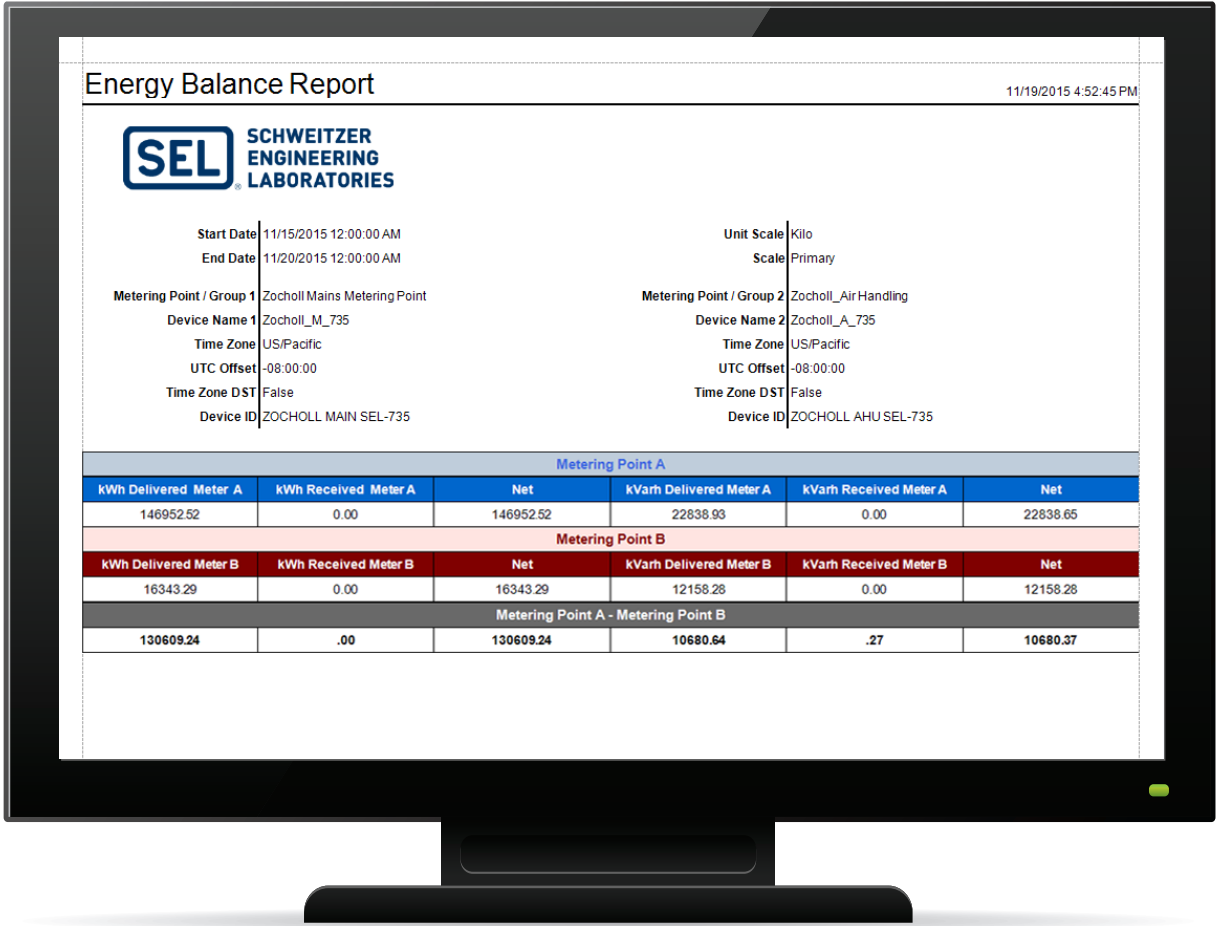 Energy Balance Report
11/19/2015 4:52:45 PM
SEL®
SCHWEITZER
ENGINEERING
LABORATORIES
Start Date 11/15/2015 12:00:00 AM
End Date 11/20/2015 12:00:00 AM
Metering Point / Group 1 Zocholl Mains Metering Point
Device Name 1 Zocholl_M_735
Time Zone US/Pacific
UTC Offset -08:00:00
Time Zone DST False
Device ID ZOCHOLL MAIN SEL-735
Unit Scale Kilo
Scale Primary
Metering Point / Group 2 Zocholl_Air Handling
Device Name 2 Zocholl_A_735
Time Zone US/Pacific
UTC Offset -08:00:00
Time Zone DST False
Device ID ZOCHOLL AHU SEL-735
Metering Point A
kWh Delivered Meter A kWh Received Meter A Net kVarh Delivered Meter A kVarh Received Meter A Net
146952.52 0.00 146952.52 22838.93 0.00 22838.65
Metering Point B
kWh Delivered Meter B kWh Received Meter B Net kVarh Delivered Meter B kVarh Received Meter B Net
16343.29 0.00 16343.29 12158.28 0.00 12158.28
Metering Point A - Metering Point B
130609.24 .00 130609.24 10680.64 .27 10680.37